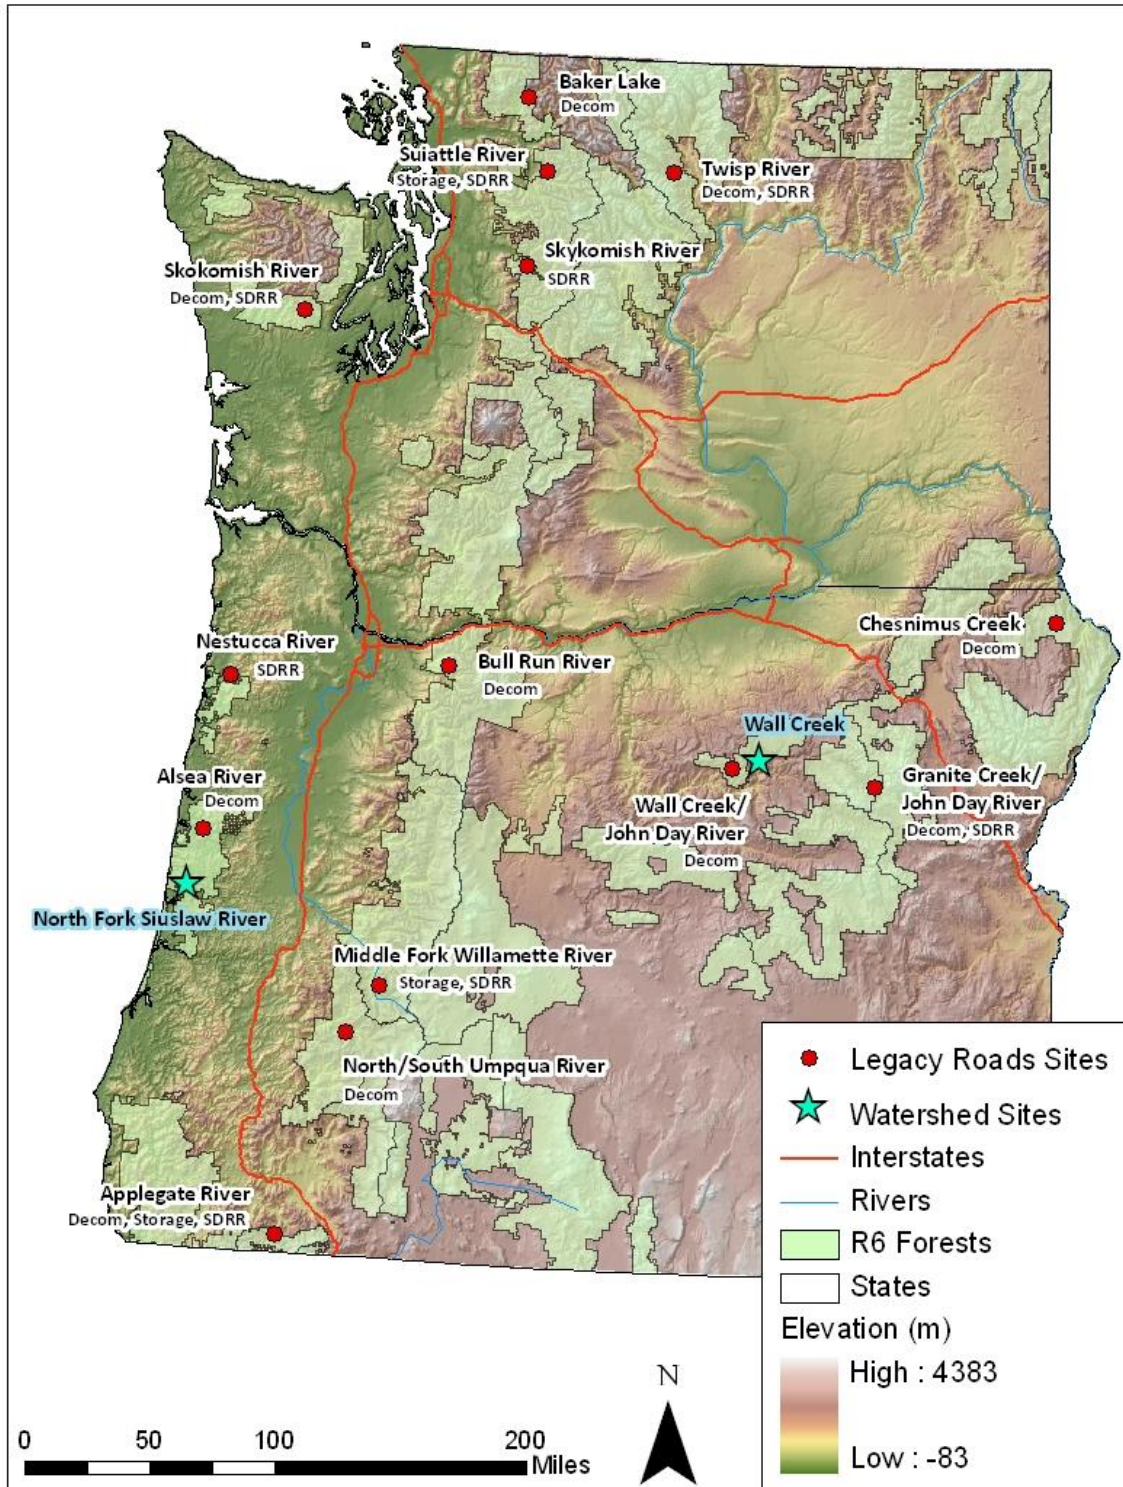 Baker Lake
Decom
Suiattle River
Storage, SDRR
Twisp River
Decom, SDRR
Skykomish River
SDRR
Skokomish River
Decom, SDRR
Chesnimus Creek
Decom
Nestucca River
SDRR
Bull Run River
Decom
Wall Creek
Alsea River
Decom
Wall Creek/
John Day River
Decom
Granite Creek/
John Day River
Decom, SDRR
North Fork Siuslaw River
Middle Fork Willamette River
Storage, SDRR
North/South Umpqua River
Decom
Applegate River
Decom, Storage, SDRR
Legacy Roads Sites
Watershed Sites
Interstates
Rivers
R6 Forests
States
Elevation (m)
High : 4383
Low : -83
N
0 50 100 200
Miles